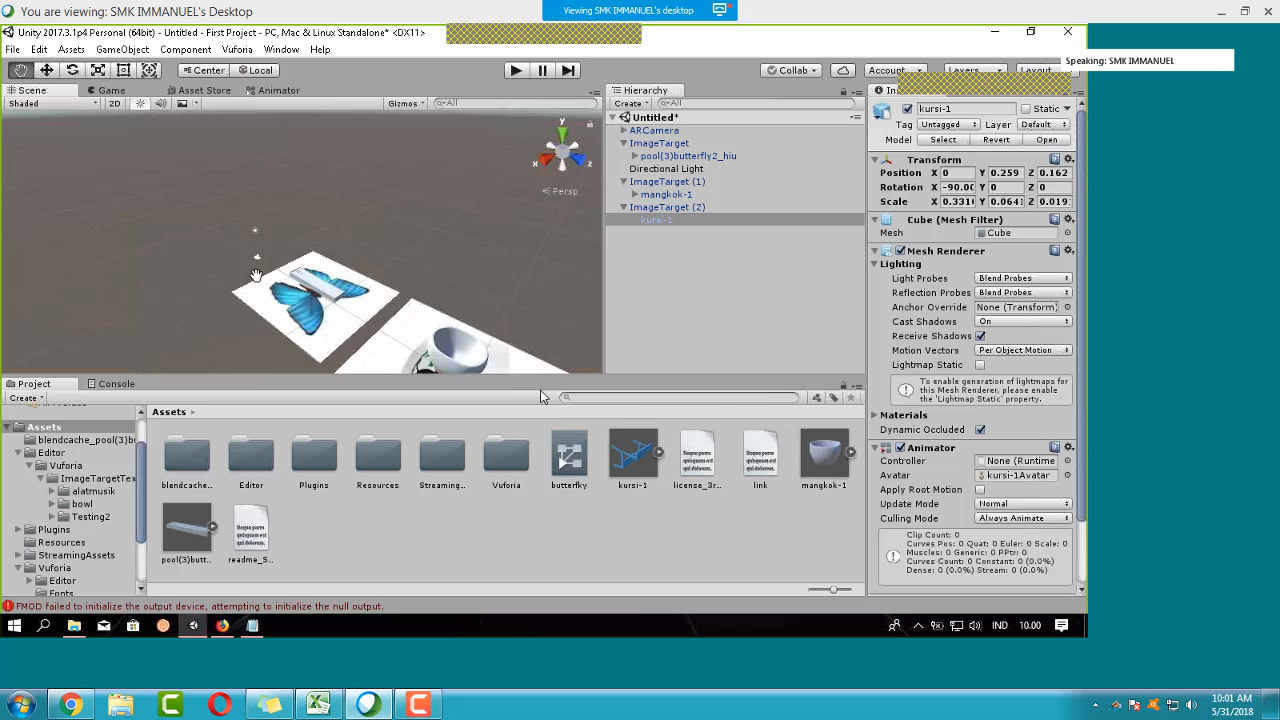 You are viewing: SMK IMMANUEL's Desktop
Viewing SMK IMMANUEL's desktop
Unity 2017.3.1p4 Personal (64bit) - Untitled - First Project - PC, Mac & Linux Standalone* <DX11>
File Edit Assets GameObject Component Vuforia Window Help
Speaking: SMK IMMANUEL
Center Local Collab Account Layers Layout
Scene Game Asset Store Animator
Shaded 2D Gizmos All
y
x z
Persp
Hierarchy
Create All
Untitled*
ARCamera
ImageTarget
pool(3)butterfly2_hiu
Directional Light
ImageTarget (1)
mangkok-1
ImageTarget (2)
kursi-1
kursi-1 Static
Tag Untagged Layer Default
Model Select Revert Open
Transform
Position X 0 Y 0.259 Z 0.162
Rotation X -90.0 Y 0 Z 0
Scale X 0.331 Y 0.064 Z 0.019
Cube (Mesh Filter)
Mesh Cube
Mesh Renderer
Lighting
Light Probes Blend Probes
Reflection Probes Blend Probes
Anchor Override None (Transform)
Cast Shadows On
Receive Shadows
Motion Vectors Per Object Motion
Lightmap Static
To enable generation of lightmaps for
this Mesh Renderer, please enable
the 'Lightmap Static' property.
Materials
Dynamic Occluded
Animator
Controller None (Runtime
Avatar kursi-1Avatar
Apply Root Motion
Update Mode Normal
Culling Mode Always Animate
Clip Count: 0
Curves Pos: 0 Quat: 0 Euler: 0 Scale: 0
Muscles: 0 Generic: 0 PPtr: 0
Curves Count: 0 Constant: 0 (0.0%)
Dense: 0 (0.0%) Stream: 0 (0.0%)
Project Console
Create
Assets
blendcache_pool(3)b
Editor
Vuforia
ImageTargetTex
alatmusik
bowl
Testing2
Plugins
Resources
StreamingAssets
Vuforia
Editor
Fonts
Assets
blendcache... Editor Plugins Resources Streaming... Vuforia butterfky kursi-1 license_3r... link mangkok-1
pool(3)butt... readme_S...
FMOD failed to initialize the output device, attempting to initialize the null output.
IND 10.00
10:01 AM
5/31/2018